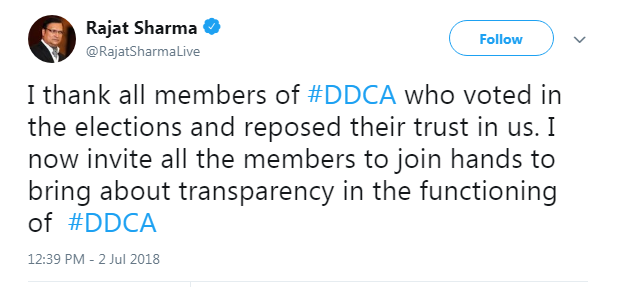 Rajat Sharma
@RajatSharmaLive
Follow
I thank all members of #DDCA who voted in
the elections and reposed their trust in us. I
now invite all the members to join hands to
bring about transparency in the functioning
of #DDCA
12:39 PM - 2 Jul 2018